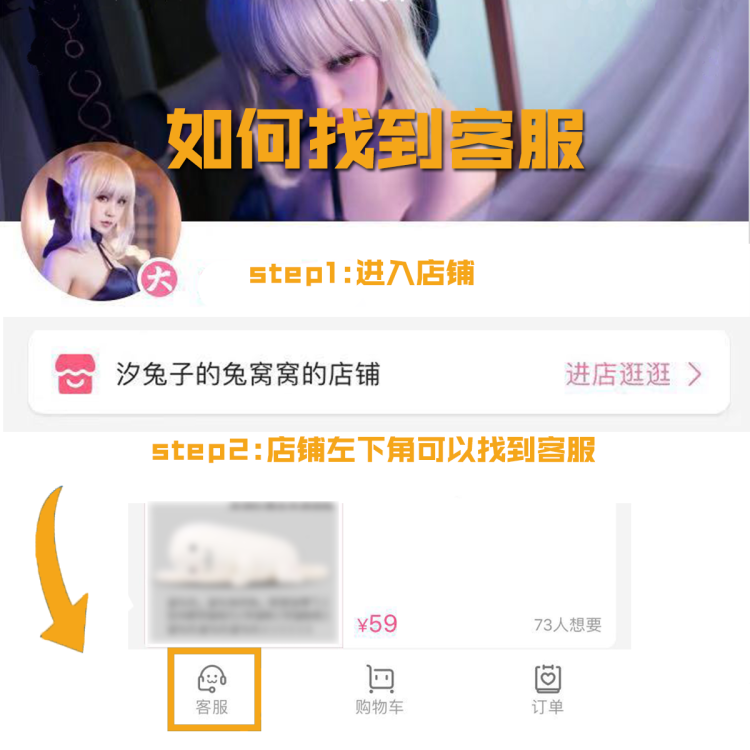 如何找到客服
大
step1:进入店铺
汐兔子的兔窝窝的店铺
进店逛逛
step2:店铺左下角可以找到客服
¥59
73人想要
客服
购物车
订单